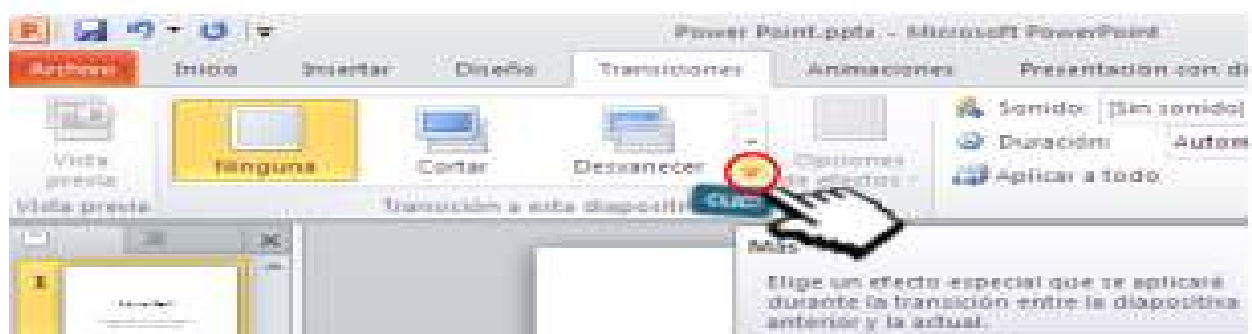 Power Point.pptx - Microsoft PowerPoint
Archivo Inicio Insertar Diseño Transiciones Animaciones Presentación con di
Ninguna Cortar Desvanecer Opciones de efectos
Sonido: [Sin sonido]
Duración: Autom
Aplicar a todo
Vista previa
Vista previa Transición a esta diapositi
Más
1
Elige un efecto especial que se aplicará
durante la transición entre la diapositiva
anterior y la actual.